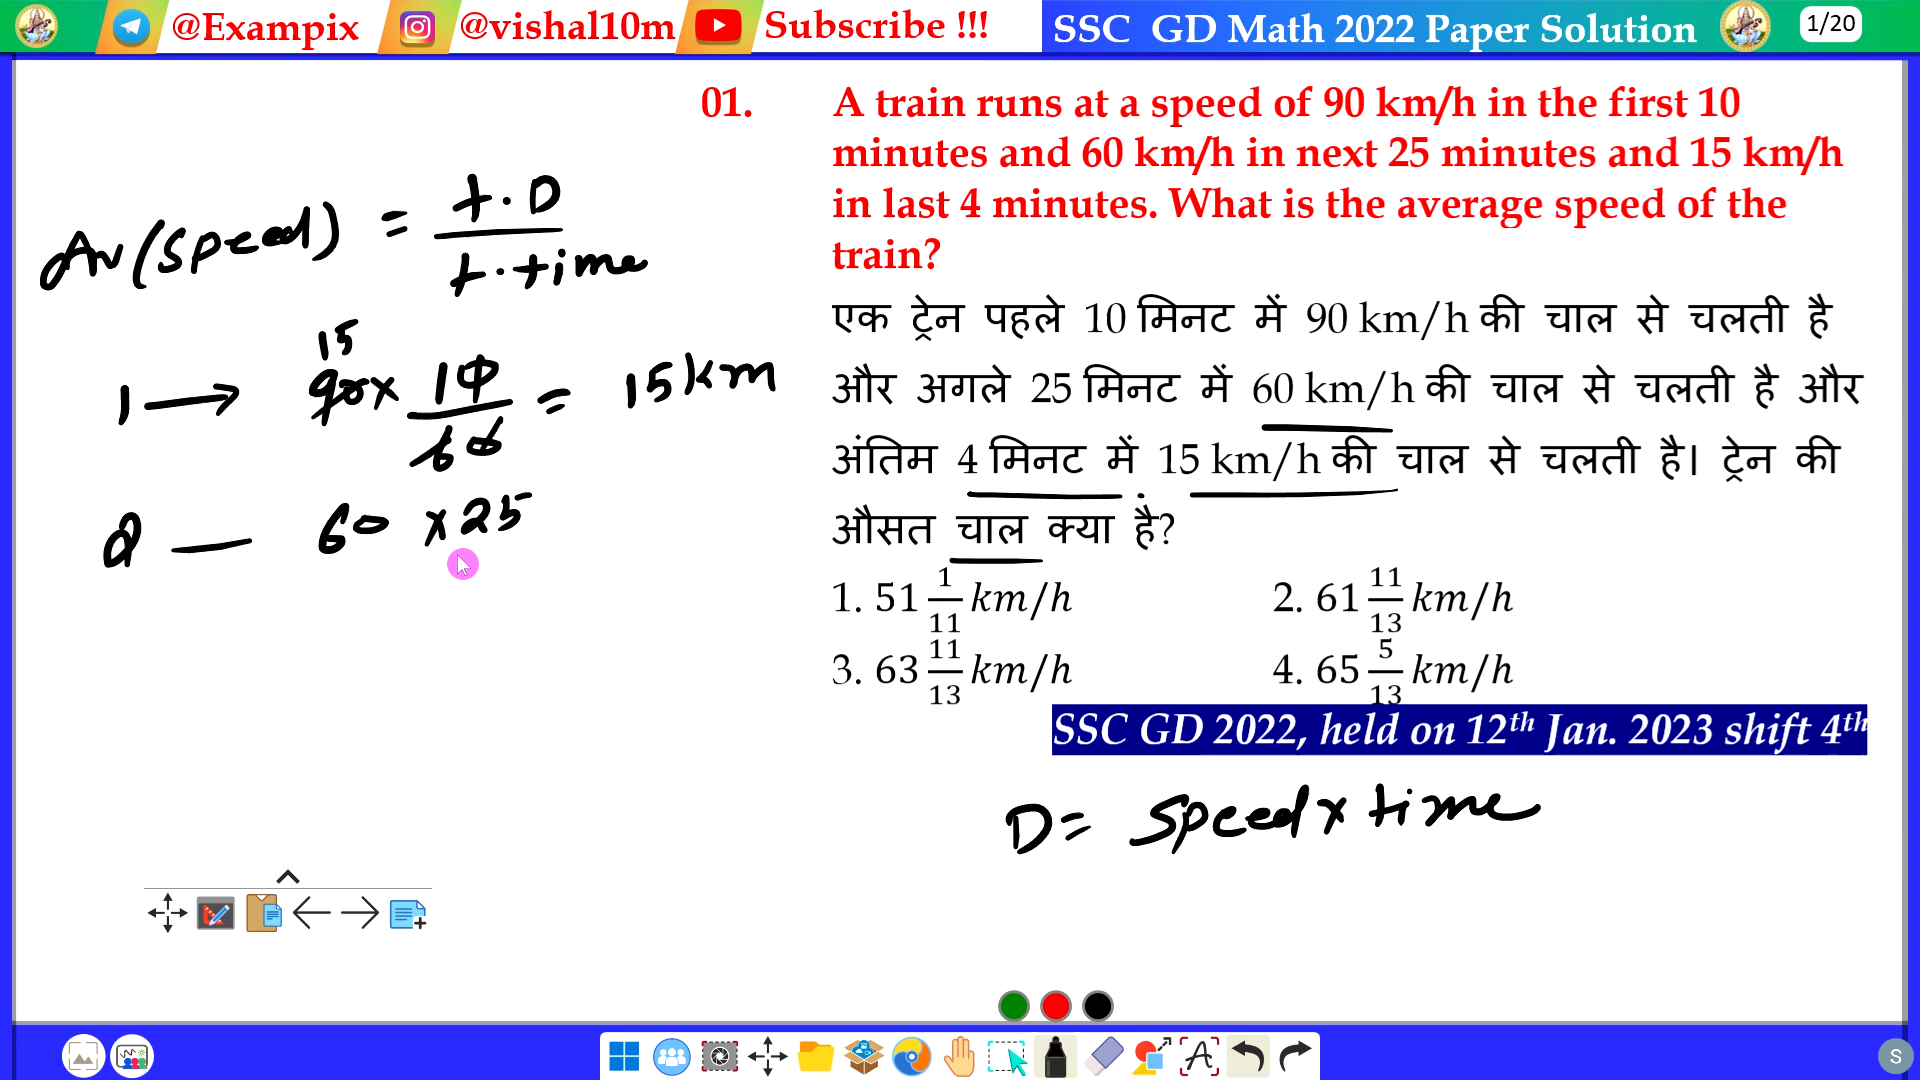 @Exampix @vishal10m Subscribe !!! SSC GD Math 2022 Paper Solution 1/20
01. A train runs at a speed of 90 km/h in the first 10
minutes and 60 km/h in next 25 minutes and 15 km/h
in last 4 minutes. What is the average speed of the
train?
एक ट्रेन पहले 10 मिनट में 90 km/h की चाल से चलती है
और अगले 25 मिनट में 60 km/h की चाल से चलती है और
अंतिम 4 मिनट में 15 km/h की चाल से चलती है। ट्रेन की
औसत चाल क्या है?
1. 51 1/11 km/h 2. 61 11/13 km/h
3. 63 11/13 km/h 4. 65 5/13 km/h
SSC GD 2022, held on 12th Jan. 2023 shift 4th
D = Speed x time
Av(Speed) = t.D / t.time
15
1 → 90 x 10/60 = 15km
2 — 60 x 25
S